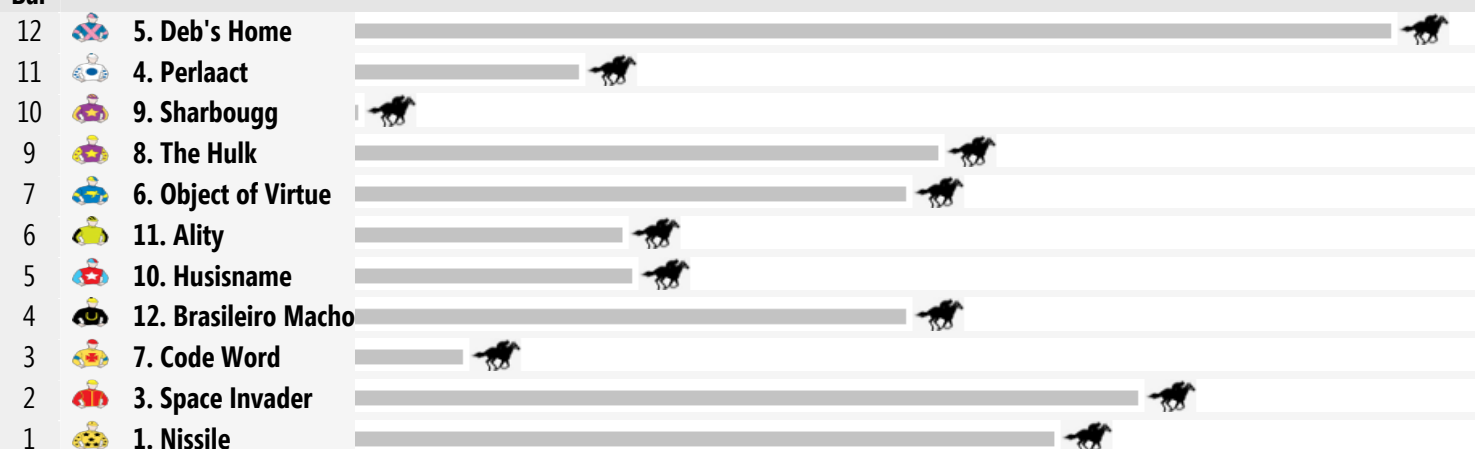 Bar
12 5. Deb's Home
11 4. Perlaact
10 9. Sharbougg
9 8. The Hulk
7 6. Object of Virtue
6 11. Ality
5 10. Husisname
4 12. Brasileiro Macho
3 7. Code Word
2 3. Space Invader
1 1. Nissile